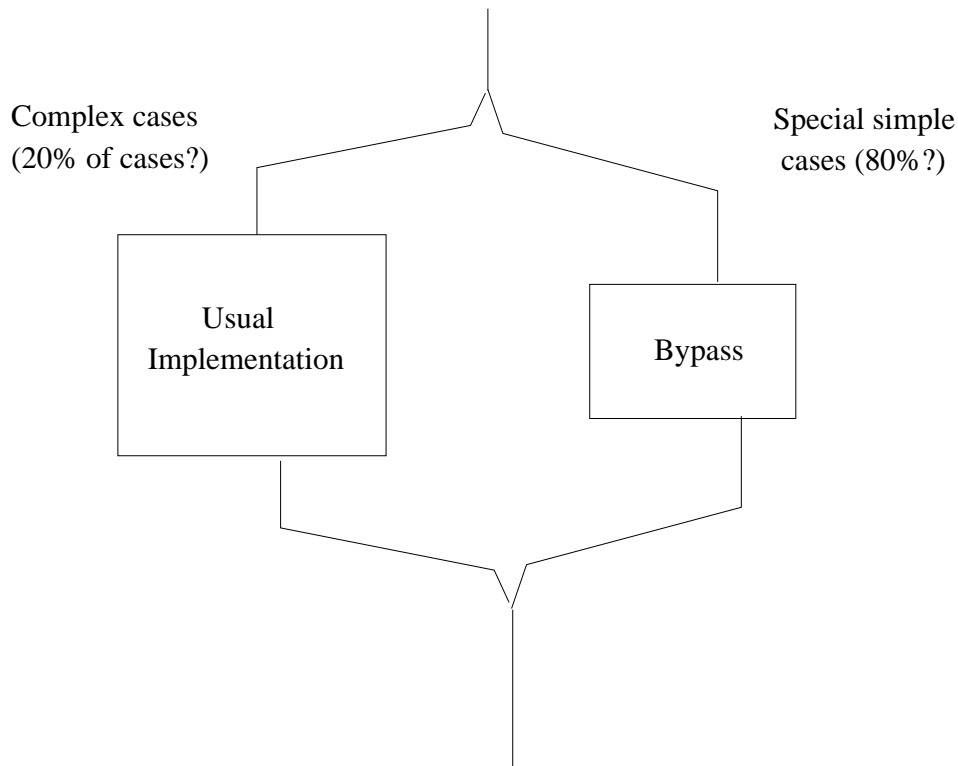 Complex cases
(20% of cases?)
Special simple
cases (80%?)
Usual
Implementation
Bypass